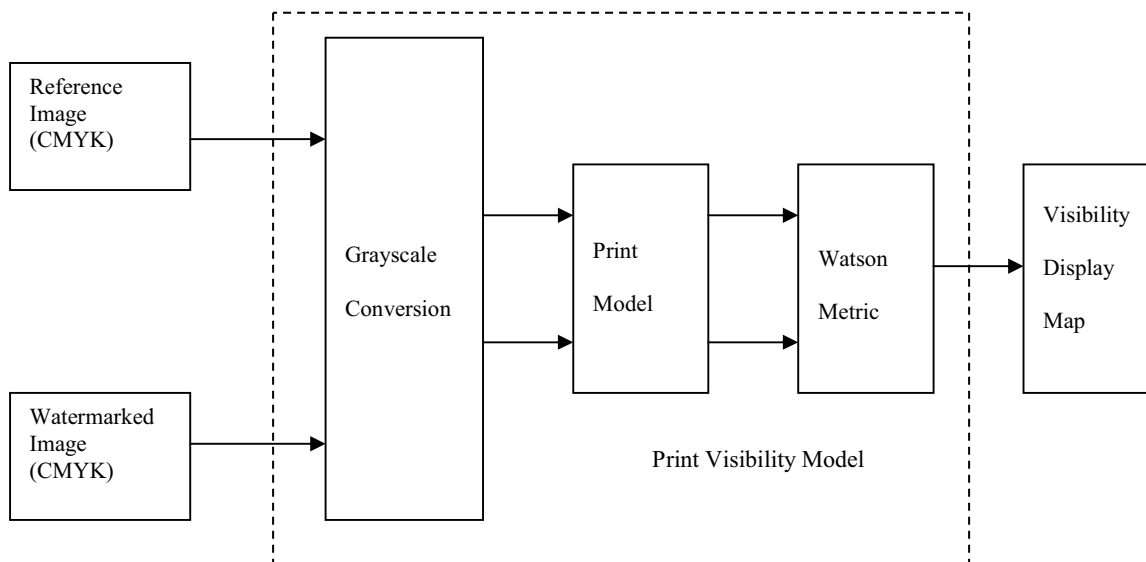 Reference
Image
(CMYK)
Watermarked
Image
(CMYK)
Grayscale
Conversion
Print
Model
Watson
Metric
Print Visibility Model
Visibility
Display
Map